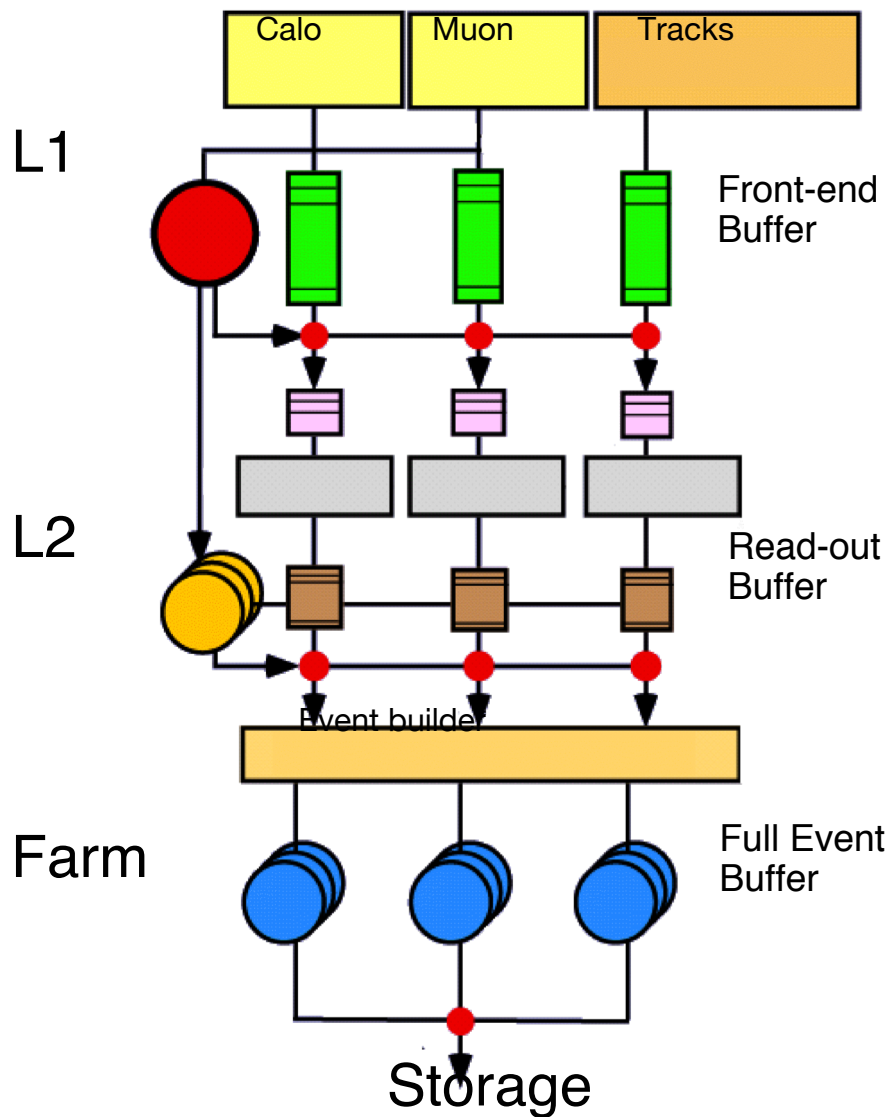 Calo
Muon
Tracks
L1
Front-end
Buffer
L2
Read-out
Buffer
Event builder
Farm
Full Event
Buffer
Storage